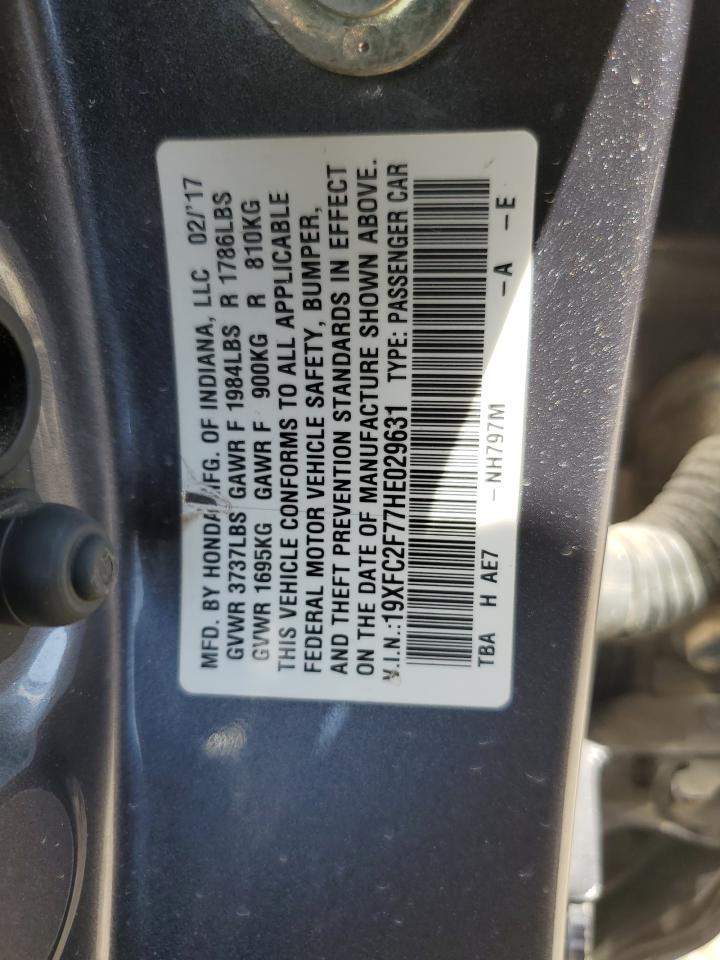 MFD. BY HONDA MFG. OF INDIANA, LLC 02/'17
GVWR 3737LBS GAWR F 1984LBS R 1786LBS
GVWR 1695KG GAWR F 900KG R 810KG
THIS VEHICLE CONFORMS TO ALL APPLICABLE
FEDERAL MOTOR VEHICLE SAFETY, BUMPER,
AND THEFT PREVENTION STANDARDS IN EFFECT
ON THE DATE OF MANUFACTURE SHOWN ABOVE.
V.I.N.:19XFC2F77HE029631 TYPE: PASSENGER CAR
TBA H AE7 -NH797M -A -E